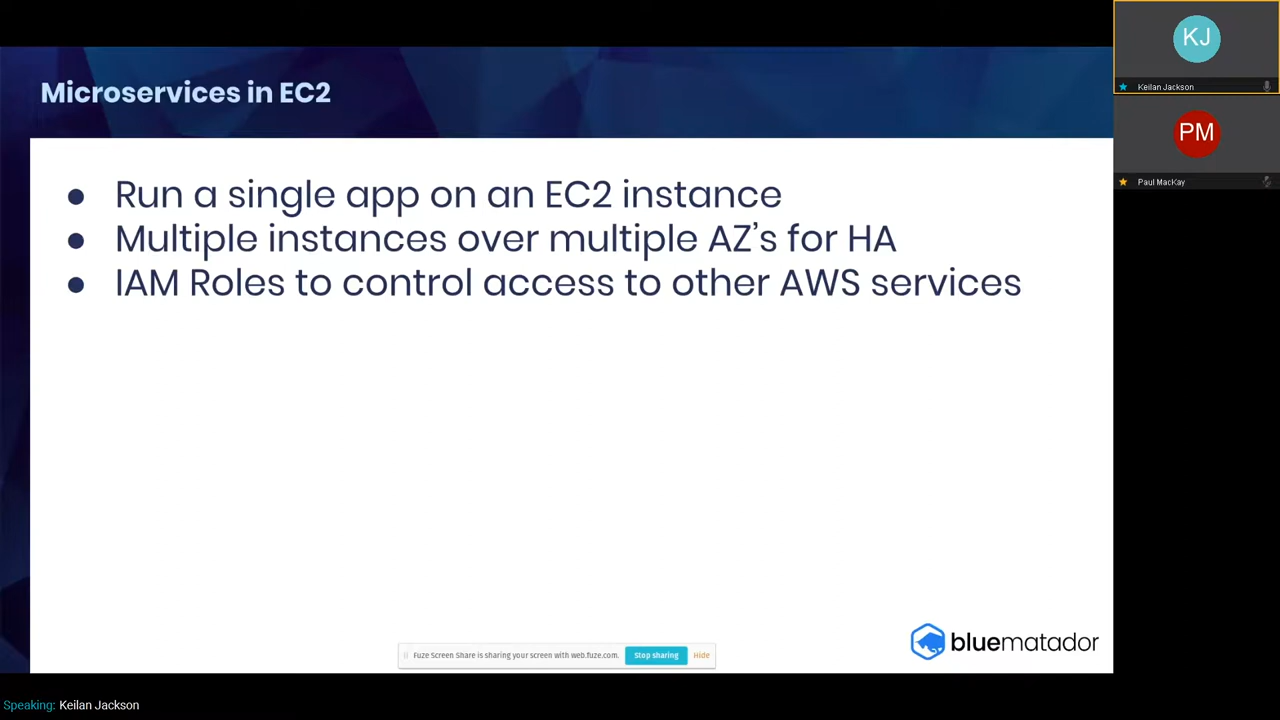 Microservices in EC2
● Run a single app on an EC2 instance
● Multiple instances over multiple AZ's for HA
● IAM Roles to control access to other AWS services
bluematador
Fuze Screen Share is sharing your screen with web.fuze.com. Stop sharing Hide
KJ
Keilan Jackson
PM
Paul MacKay
Speaking: Keilan Jackson